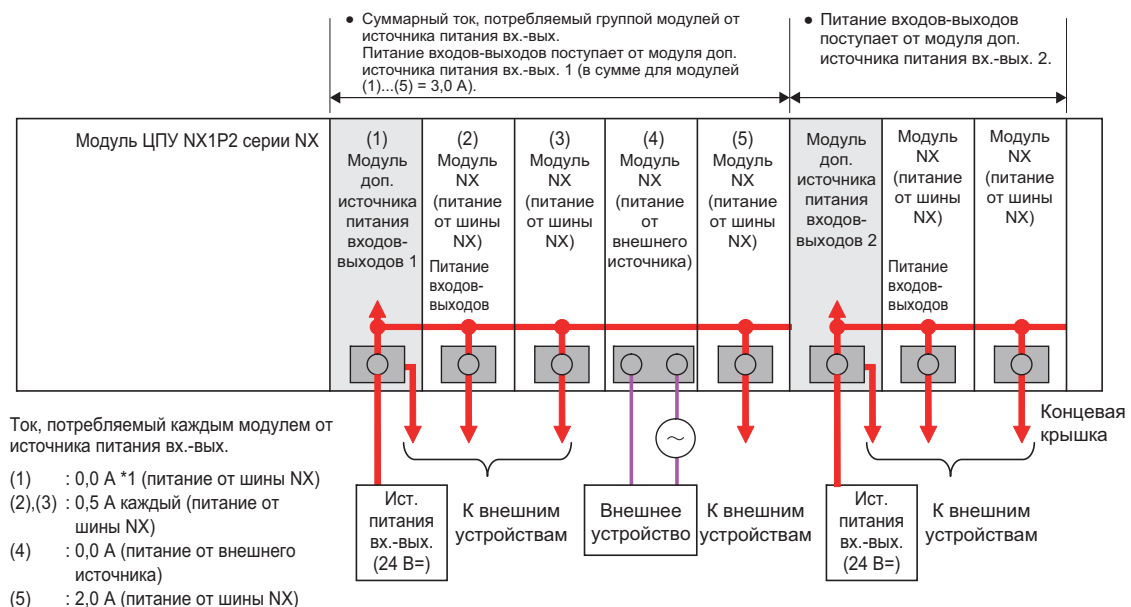 ● Суммарный ток, потребляемый группой модулей от
источника питания вх.-вых.
Питание входов-выходов поступает от модуля доп.
источника питания вх.-вых. 1 (в сумме для модулей
(1)...(5) = 3,0 А).
● Питание входов-выходов
поступает от модуля доп.
источника питания вх.-вых. 2.
Модуль ЦПУ NX1P2 серии NX
(1)
Модуль
доп.
источника
питания
входов-
выходов 1
(2)
Модуль
NX
(питание
от шины
NX)
Питание
входов-
выходов
(3)
Модуль
NX
(питание
от шины
NX)
(4)
Модуль
NX
(питание
от
внешнего
источника)
(5)
Модуль
NX
(питание
от шины
NX)
Модуль
доп.
источника
питания
входов-
выходов 2
Модуль
NX
(питание
от шины
NX)
Питание
входов-
выходов
Модуль
NX
(питание
от шины
NX)
Концевая
крышка
Ист.
питания
вх.-вых.
(24 В=)
К внешним
устройствам
~
Внешнее
устройство
К внешним
устройствам
Ист.
питания
вх.-вых.
(24 В=)
К внешним
устройствам
Ток, потребляемый каждым модулем от
источника питания вх.-вых.
(1) : 0,0 А *1 (питание от шины NX)
(2),(3) : 0,5 А каждый (питание от
шины NX)
(4) : 0,0 А (питание от внешнего
источника)
(5) : 2,0 А (питание от шины NX)